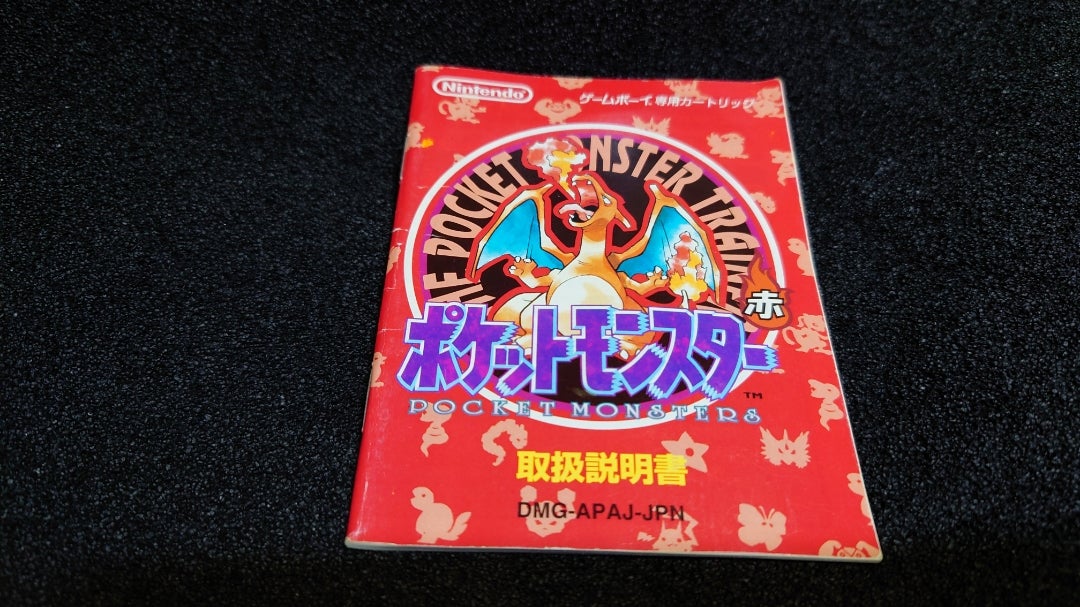 Nintendo
ゲームボーイ専用カートリッジ
THE POCKET MONSTER TRAINER
赤
ポケットモンスター
TM
POCKET MONSTERS
取扱説明書
DMG-APAJ-JPN